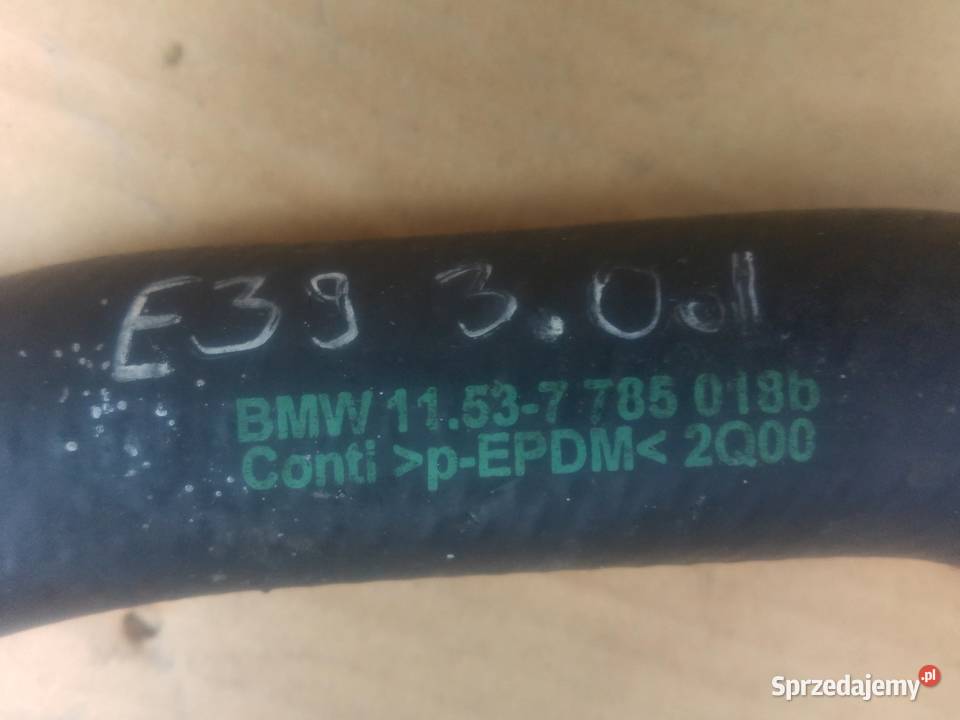 E39 3.0d
BMW 11.53-7 785 018b
Conti >p-EPDM< 2Q00
Sprzedajemy.pl